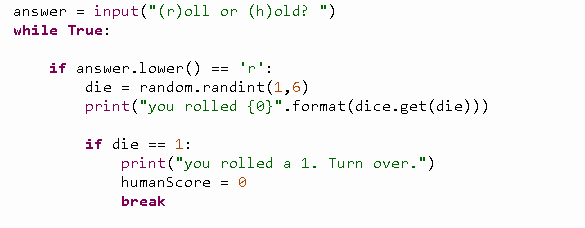 answer = input("(r)oll or (h)old? ")
while True:
    if answer.lower() == 'r':
        die = random.randint(1,6)
        print("you rolled {0}".format(dice.get(die)))
        if die == 1:
            print("you rolled a 1. Turn over.")
            humanScore = 0
            break